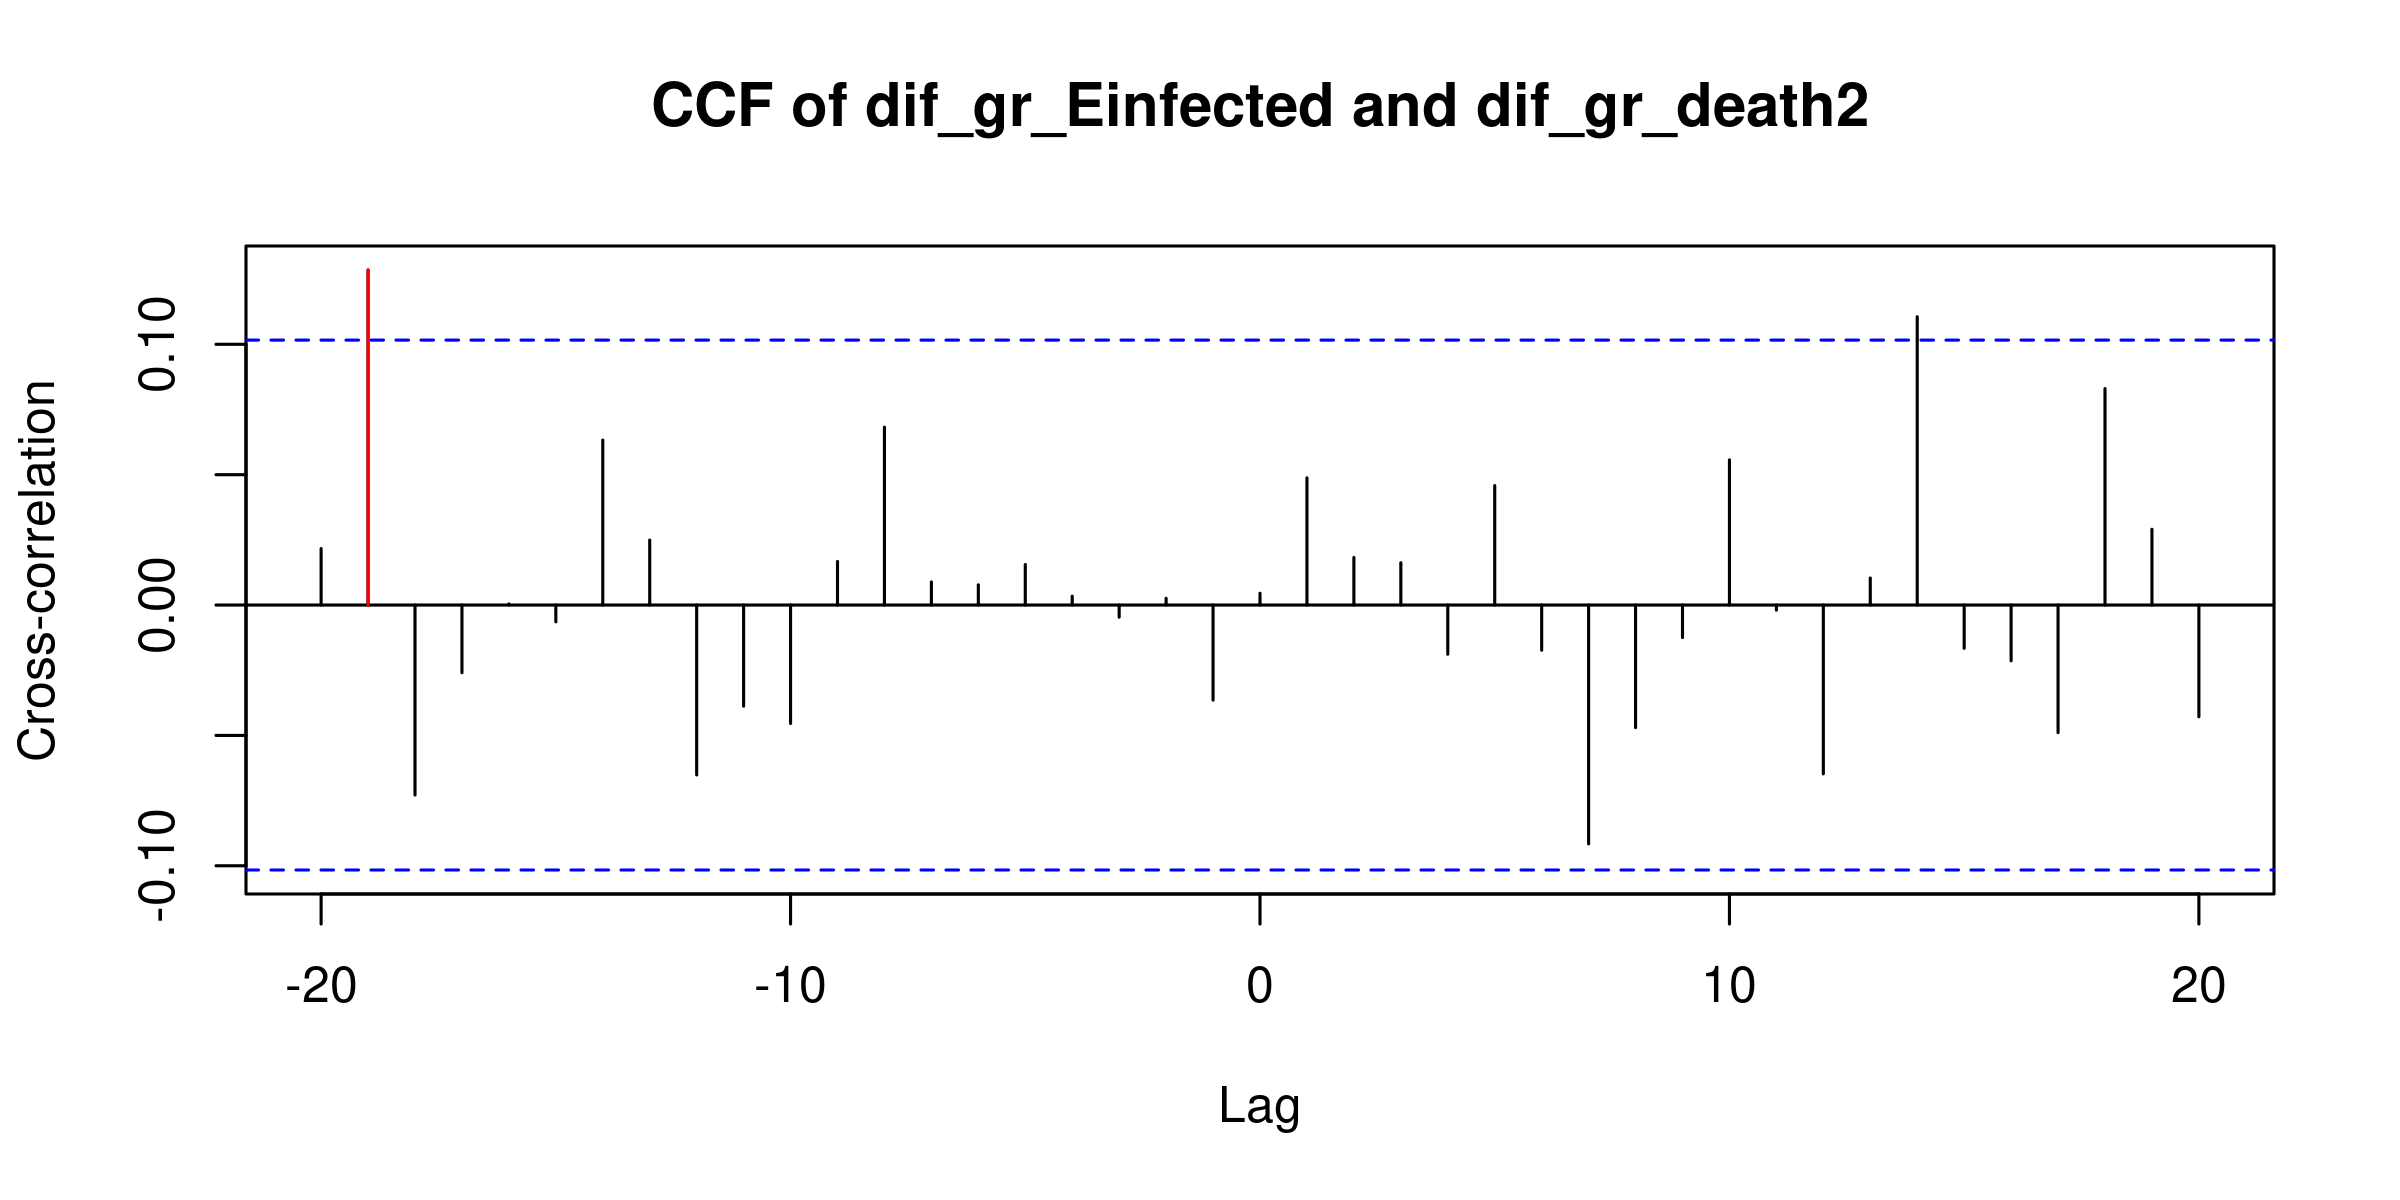 CCF of dif_gr_Einfected and dif_gr_death2
Cross-correlation
0.10
0.00
-0.10
-20 -10 0 10 20
Lag